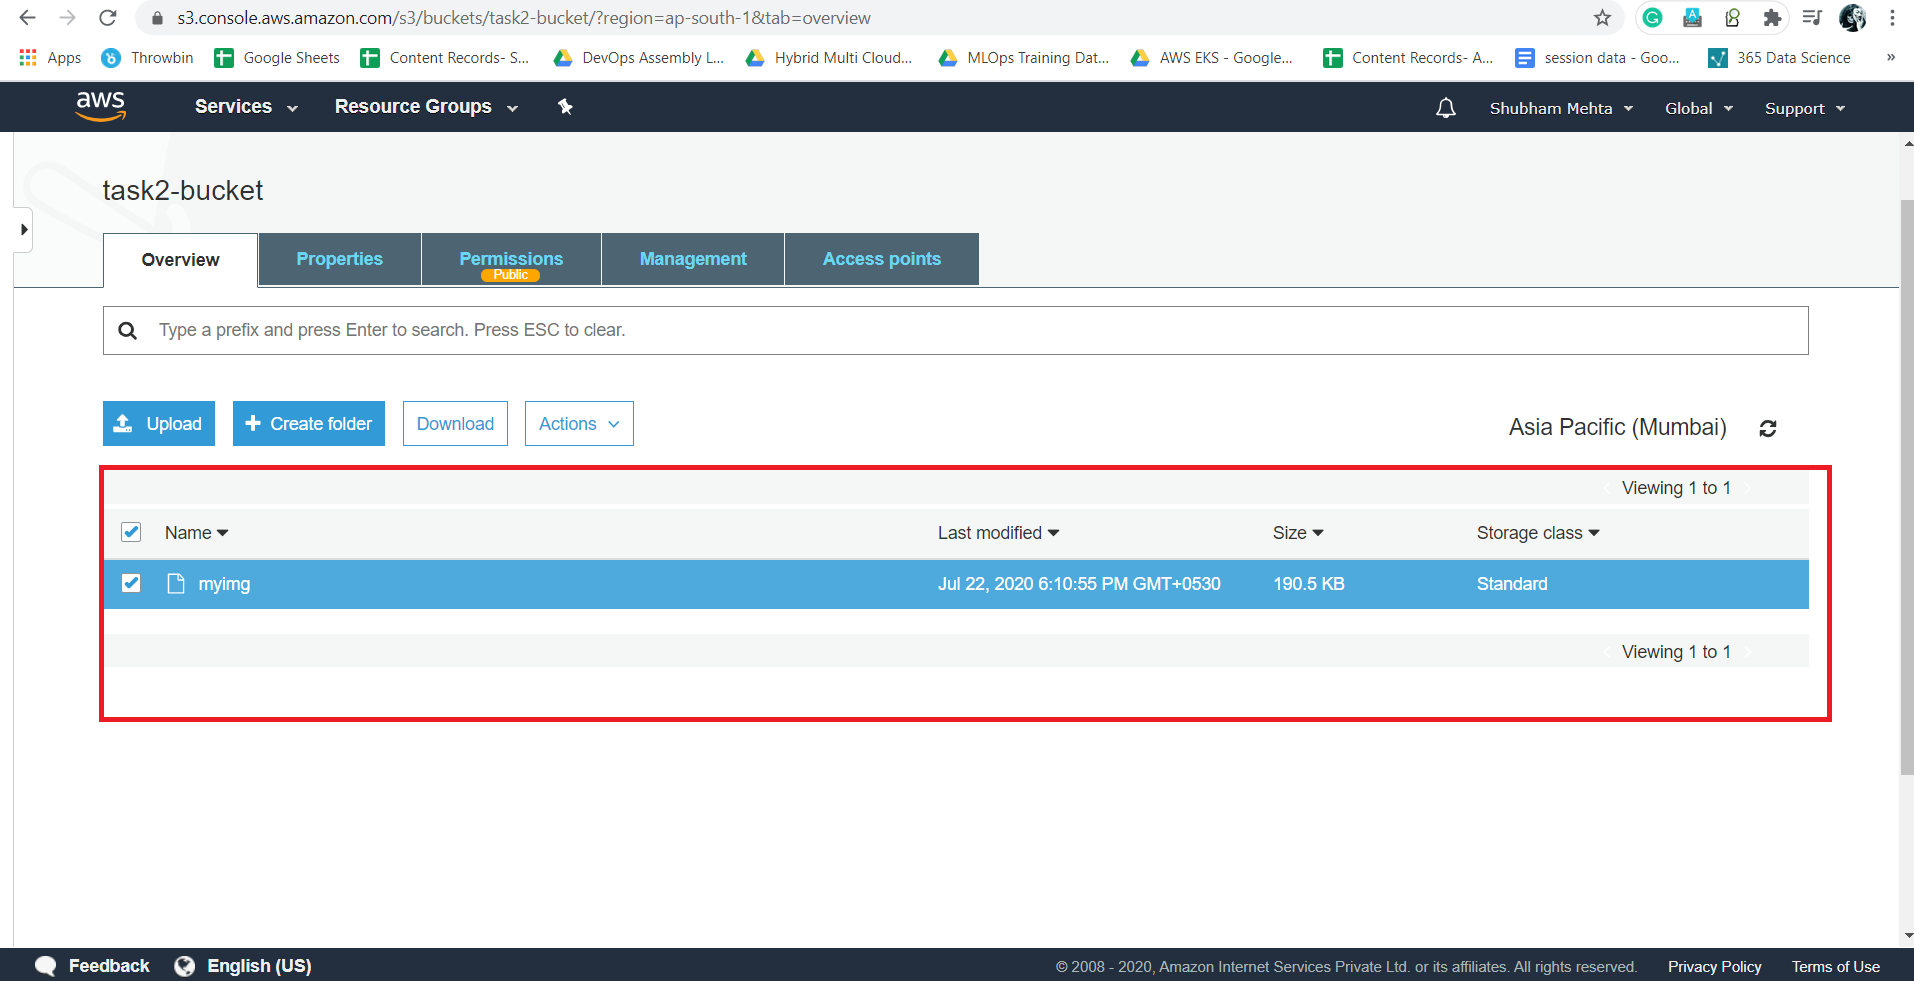 s3.console.aws.amazon.com/s3/buckets/task2-bucket/?region=ap-south-1&tab=overview
Apps Throwbin Google Sheets Content Records- S... DevOps Assembly L... Hybrid Multi Cloud... MLOps Training Dat... AWS EKS - Google... Content Records- A... session data - Goo... 365 Data Science »
aws Services Resource Groups Shubham Mehta Global Support
task2-bucket
Overview Properties Permissions Management Access points
Public
Type a prefix and press Enter to search. Press ESC to clear.
Upload Create folder Download Actions Asia Pacific (Mumbai)
Viewing 1 to 1
Name Last modified Size Storage class
myimg Jul 22, 2020 6:10:55 PM GMT+0530 190.5 KB Standard
Viewing 1 to 1
Feedback English (US) © 2008 - 2020, Amazon Internet Services Private Ltd. or its affiliates. All rights reserved. Privacy Policy Terms of Use